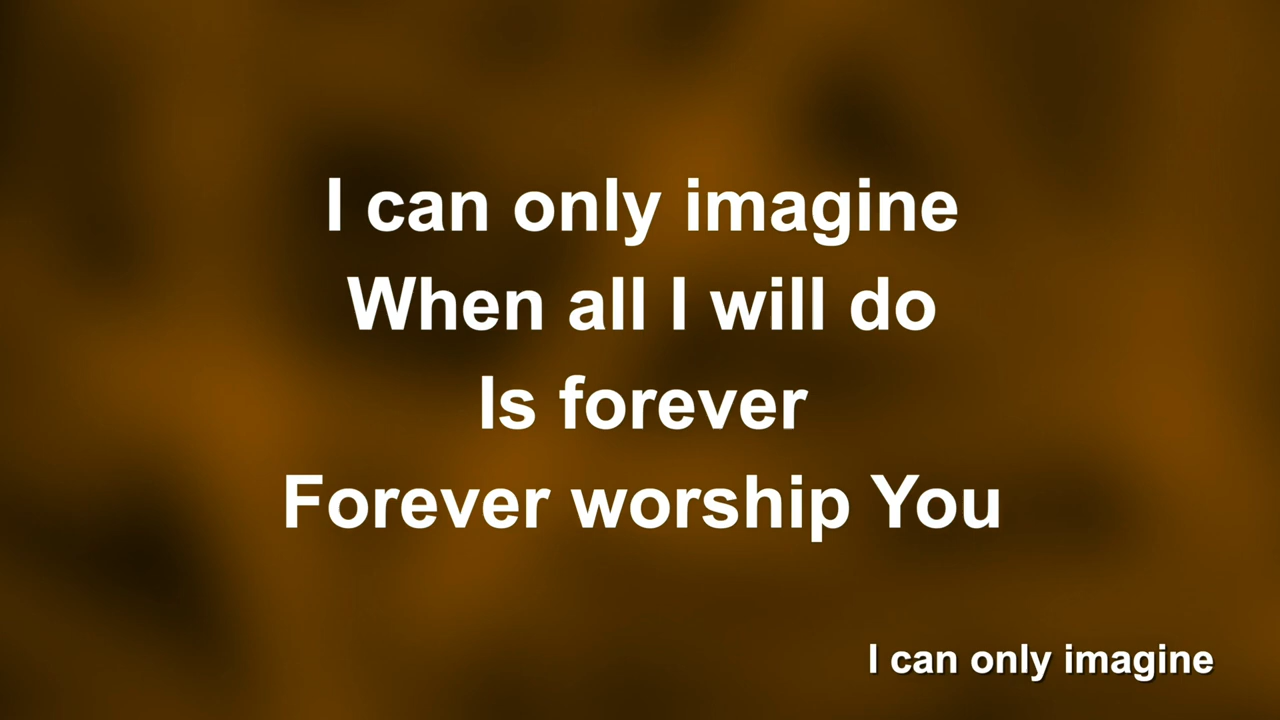 I can only imagine
When all I will do
Is forever
Forever worship You
I can only imagine